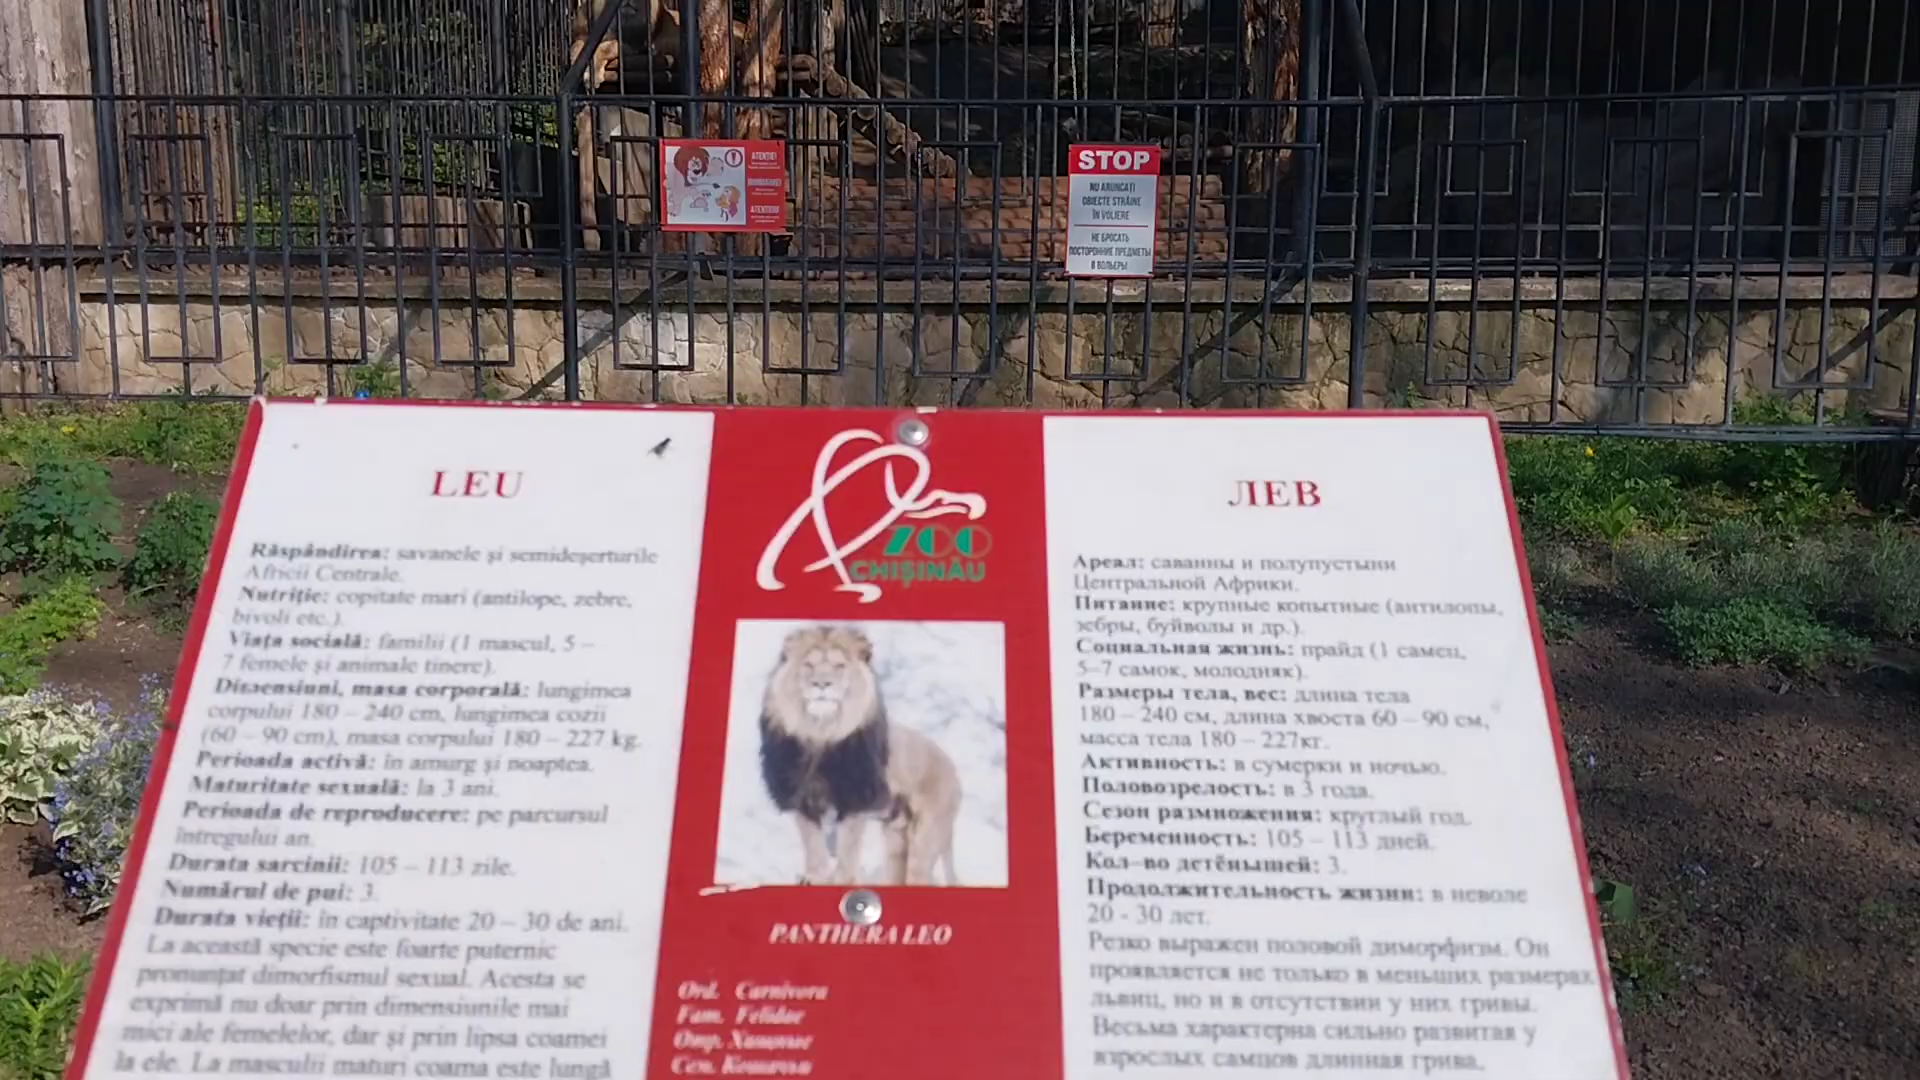 ATENȚIE!
STOP
NU ARUNCAȚI
OBIECTE STRĂINE
ÎN VOLIERE
НЕ БРОСАТЬ
ПОСТОРОННИЕ ПРЕДМЕТЫ
В ВОЛЬЕРЫ
LEU
Răspândirea: savanele și semideșerturile
Africii Centrale.
Nutriție: copitate mari (antilope, zebre,
bivoli etc.).
Viața socială: familii (1 mascul, 5 –
7 femele și animale tinere).
Dimensiuni, masa corporală: lungimea
corpului 180 – 240 cm, lungimea cozii
(60 – 90 cm), masa corpului 180 – 227 kg.
Perioada activă: în amurg și noaptea.
Maturitate sexuală: la 3 ani.
Perioada de reproducere: pe parcursul
întregului an.
Durata sarcinii: 105 – 113 zile.
Numărul de pui: 3.
Durata vieții: în captivitate 20 – 30 de ani.
La această specie este foarte puternic
pronunțat dimorfismul sexual. Acesta se
exprimă nu doar prin dimensiunile mai
mici ale femelelor, dar și prin lipsa coamei
la ele. La masculii maturi coama este lungă
ZOO
CHIȘINĂU
PANTHERA LEO
Ord. Carnivora
Fam. Felidae
Отр. Хищные
Сем. Кошачьи
ЛЕВ
Ареал: саванны и полупустыни
Центральной Африки.
Питание: крупные копытные (антилопы,
зебры, буйволы и др.).
Социальная жизнь: прайд (1 самец,
5–7 самок, молодняк).
Размеры тела, вес: длина тела
180 – 240 см, длина хвоста 60 – 90 см,
масса тела 180 – 227кг.
Активность: в сумерки и ночью.
Половозрелость: в 3 года.
Сезон размножения: круглый год.
Беременность: 105 – 113 дней.
Кол-во детёнышей: 3.
Продолжительность жизни: в неволе
20 - 30 лет.
Резко выражен половой диморфизм. Он
проявляется не только в меньших размерах
львиц, но и в отсутствии у них гривы.
Весьма характерна сильно развитая у
взрослых самцов длинная грива,